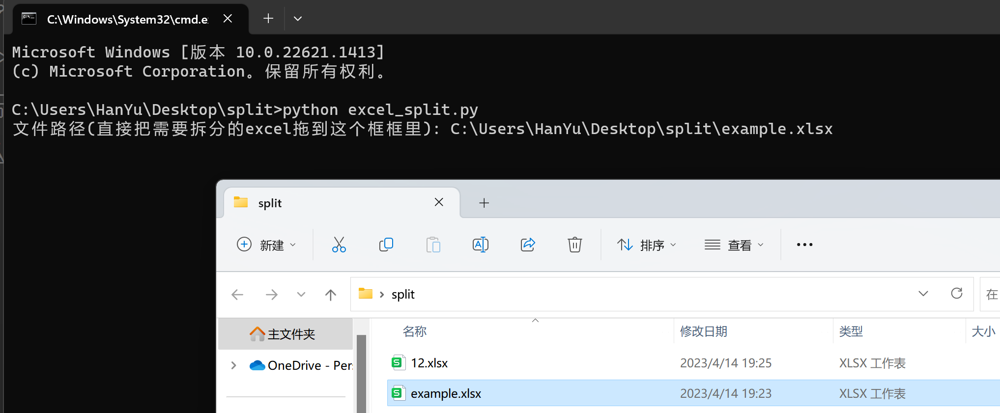 C:\Windows\System32\cmd.e
Microsoft Windows [版本 10.0.22621.1413]
(c) Microsoft Corporation。保留所有权利。
C:\Users\HanYu\Desktop\split>python excel_split.py
文件路径(直接把需要拆分的excel拖到这个框框里): C:\Users\HanYu\Desktop\split\example.xlsx
split
新建
排序
查看
split
在
主文件夹
OneDrive - Per
名称 修改日期 类型 大小
12.xlsx 2023/4/14 19:25 XLSX 工作表
example.xlsx 2023/4/14 19:23 XLSX 工作表